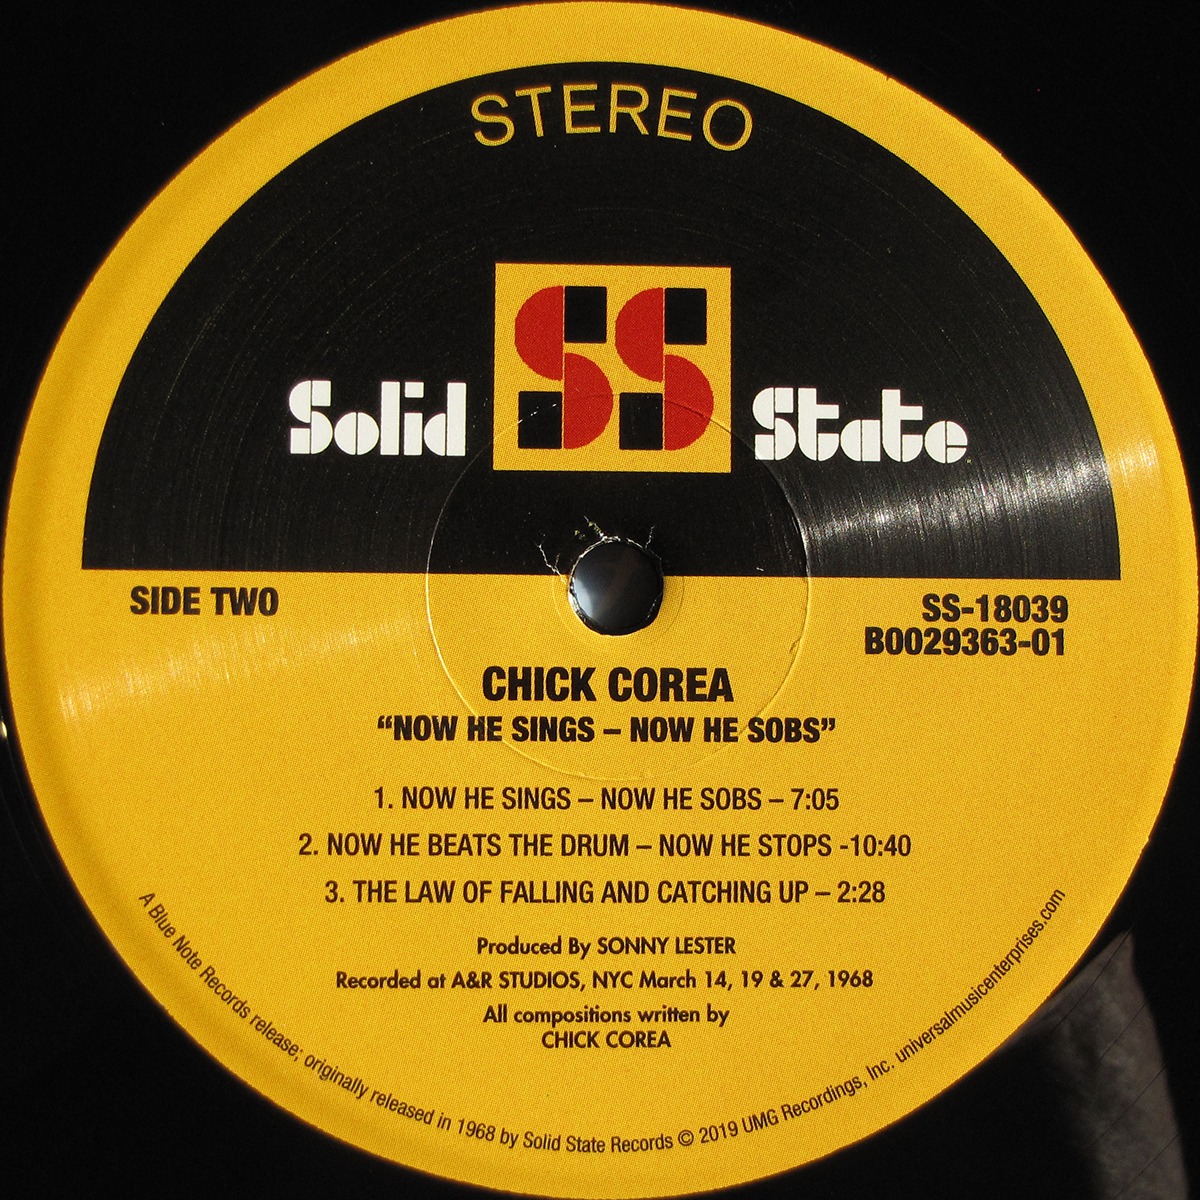 STEREO
Solid SS State
SIDE TWO
SS-18039
B0029363-01
CHICK COREA
“NOW HE SINGS – NOW HE SOBS”
1. NOW HE SINGS – NOW HE SOBS – 7:05
2. NOW HE BEATS THE DRUM – NOW HE STOPS -10:40
3. THE LAW OF FALLING AND CATCHING UP – 2:28
Produced By SONNY LESTER
Recorded at A&R STUDIOS, NYC March 14, 19 & 27, 1968
All compositions written by
CHICK COREA
A Blue Note Records release; originally released in 1968 by Solid State Records © 2019 UMG Recordings, Inc. universalmusicenterprises.com